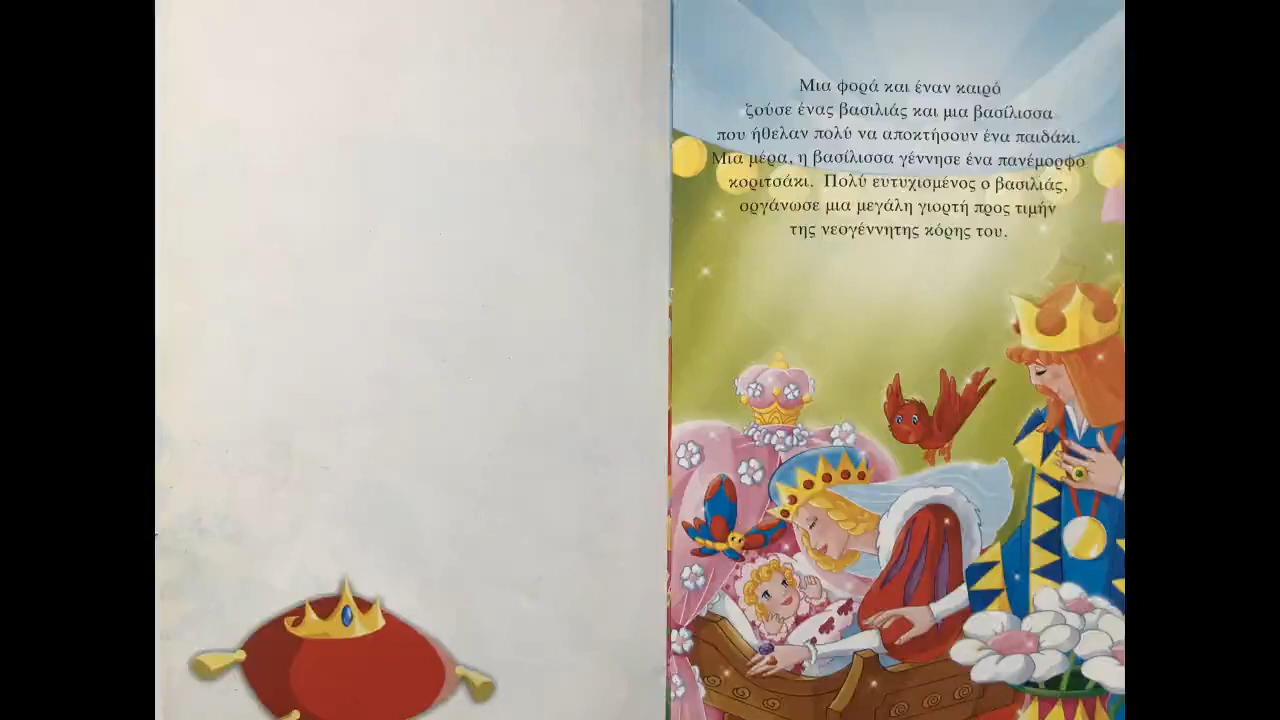 Μια φορά και έναν καιρό
ζούσε ένας βασιλιάς και μια βασίλισσα
που ήθελαν πολύ να αποκτήσουν ένα παιδάκι.
Μια μέρα, η βασίλισσα γέννησε ένα πανέμορφο
κοριτσάκι. Πολύ ευτυχισμένος ο βασιλιάς,
οργάνωσε μια μεγάλη γιορτή προς τιμήν
της νεογέννητης κόρης του.